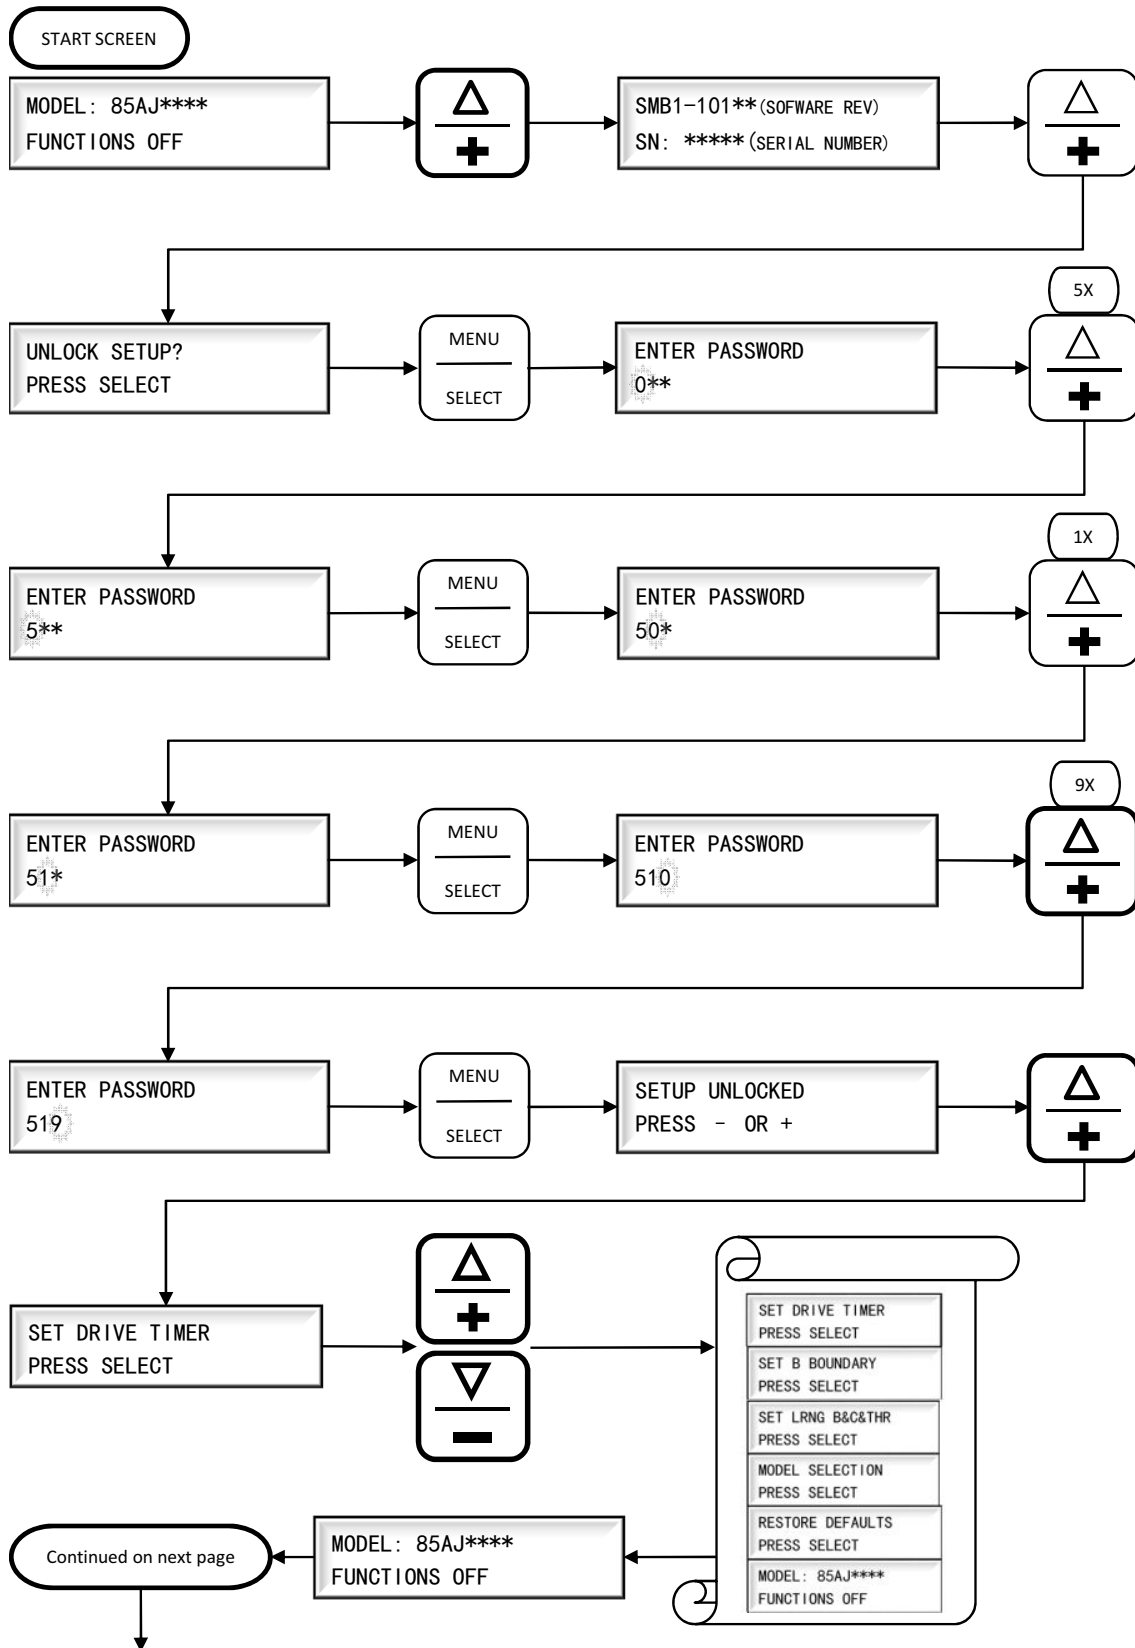 START SCREEN
MODEL: 85AJ****
FUNCTIONS OFF
SMB1-101**(SOFWARE REV)
SN: *****(SERIAL NUMBER)
UNLOCK SETUP?
PRESS SELECT
MENU
SELECT
ENTER PASSWORD
0**
5X
ENTER PASSWORD
5**
MENU
SELECT
ENTER PASSWORD
50*
1X
ENTER PASSWORD
51*
MENU
SELECT
ENTER PASSWORD
510
9X
ENTER PASSWORD
519
MENU
SELECT
SETUP UNLOCKED
PRESS - OR +
SET DRIVE TIMER
PRESS SELECT
SET DRIVE TIMER
PRESS SELECT
SET B BOUNDARY
PRESS SELECT
SET LRNG B&C&THR
PRESS SELECT
MODEL SELECTION
PRESS SELECT
RESTORE DEFAULTS
PRESS SELECT
MODEL: 85AJ****
FUNCTIONS OFF
MODEL: 85AJ****
FUNCTIONS OFF
Continued on next page